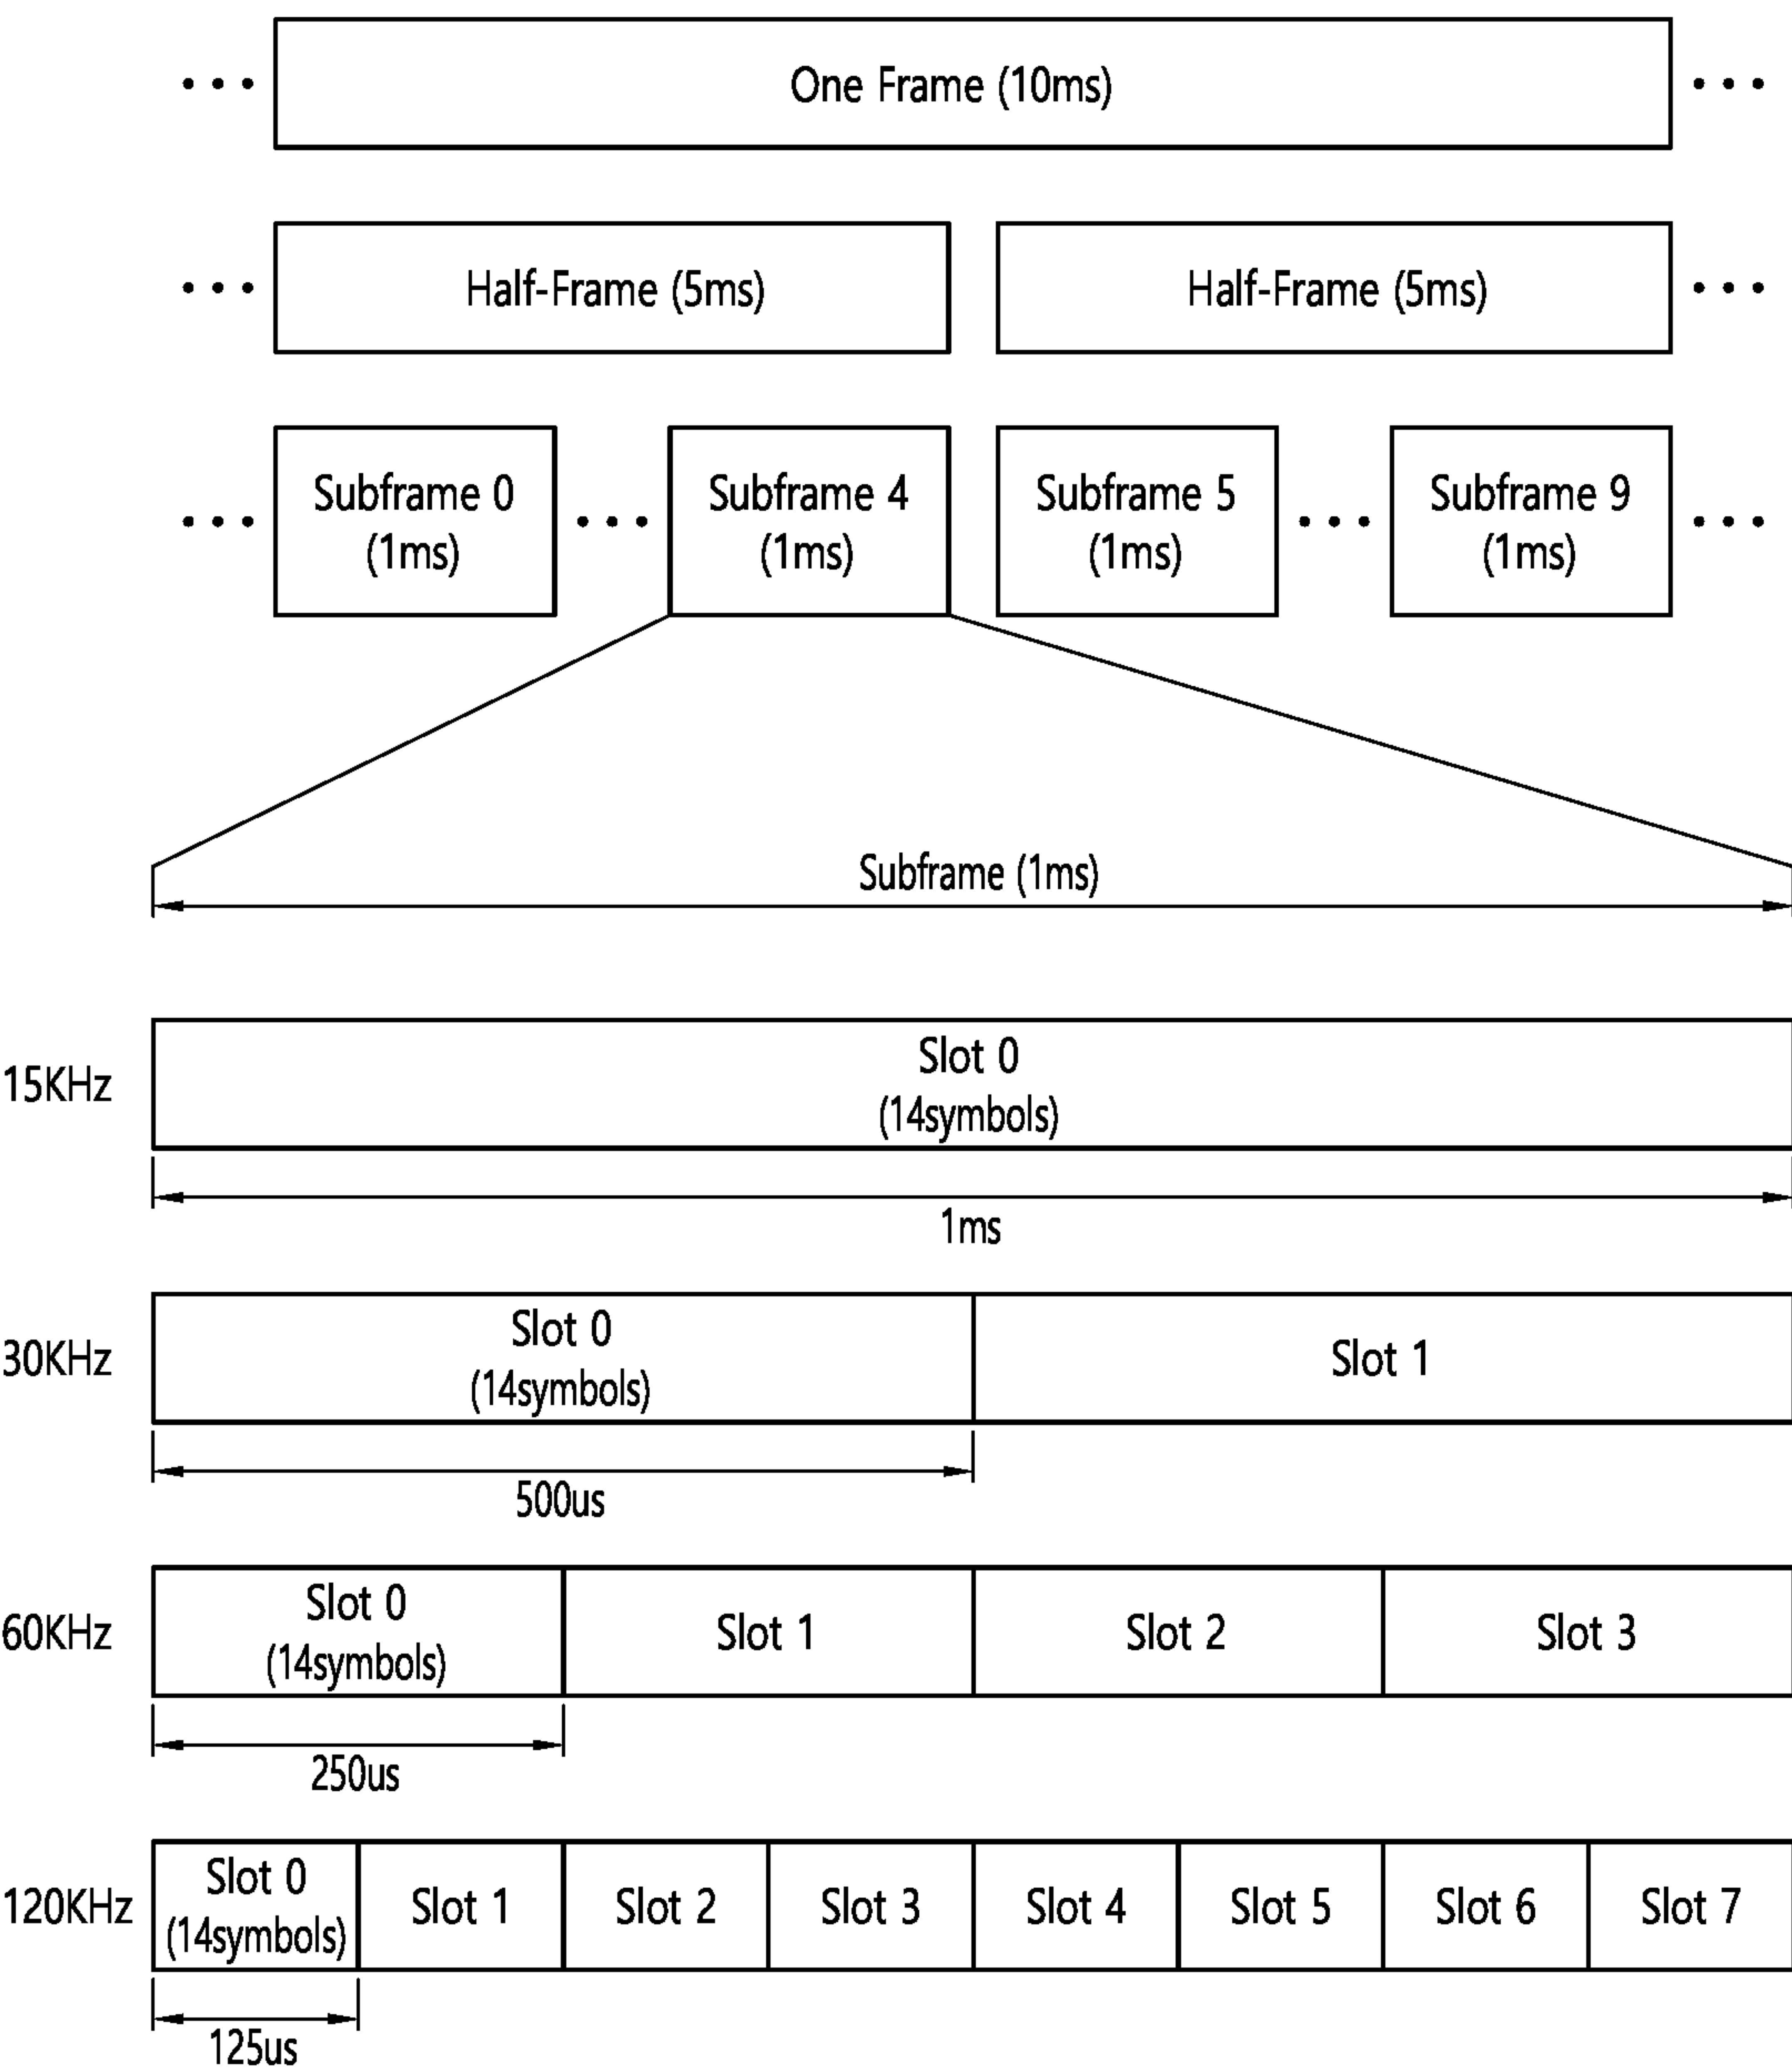 One Frame (10ms)
Half-Frame (5ms)
Half-Frame (5ms)
Subframe 0
(1ms)
Subframe 4
(1ms)
Subframe 5
(1ms)
Subframe 9
(1ms)
Subframe (1ms)
15KHz
Slot 0
(14symbols)
1ms
30KHz
Slot 0
(14symbols)
Slot 1
500us
60KHz
Slot 0
(14symbols)
Slot 1
Slot 2
Slot 3
250us
120KHz
Slot 0
(14symbols)
Slot 1
Slot 2
Slot 3
Slot 4
Slot 5
Slot 6
Slot 7
125us